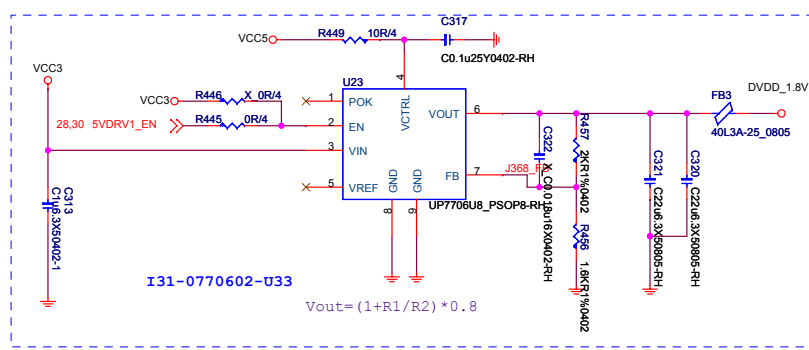 C317
VCC5
R449
10R/4
C0.1u25Y0402-RH
VCC3
U23
4
DVDD_1.8V
FB3
R446
X_0R/4
VCC3
1
POK
VCTRL
VOUT
6
28,30 5VDRV1_EN
R445
0R/4
2
EN
40L3A-25_0805
3
VIN
R457
2KR1%0402
C322
X_C0.018u16X0402-RH
C321
C22u6.3X50805-RH
C320
C22u6.3X50805-RH
J368_FB
FB
7
5
VREF
GND
GND
UP7706U8_PSOP8-RH
C313
C1u6.3X50402-1
8
9
R456
1.6KR1%0402
I31-0770602-U33
Vout=(1+R1/R2)*0.8